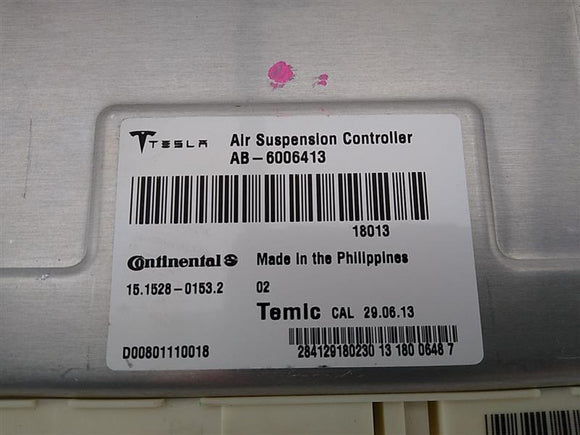 TESLA Air Suspension Controller
AB-6006413
18013
Continental Made in the Philippines
15.1528-0153.2 02
Temic CAL 29.06.13
D00801110018 284129180230 13 180 0648 7